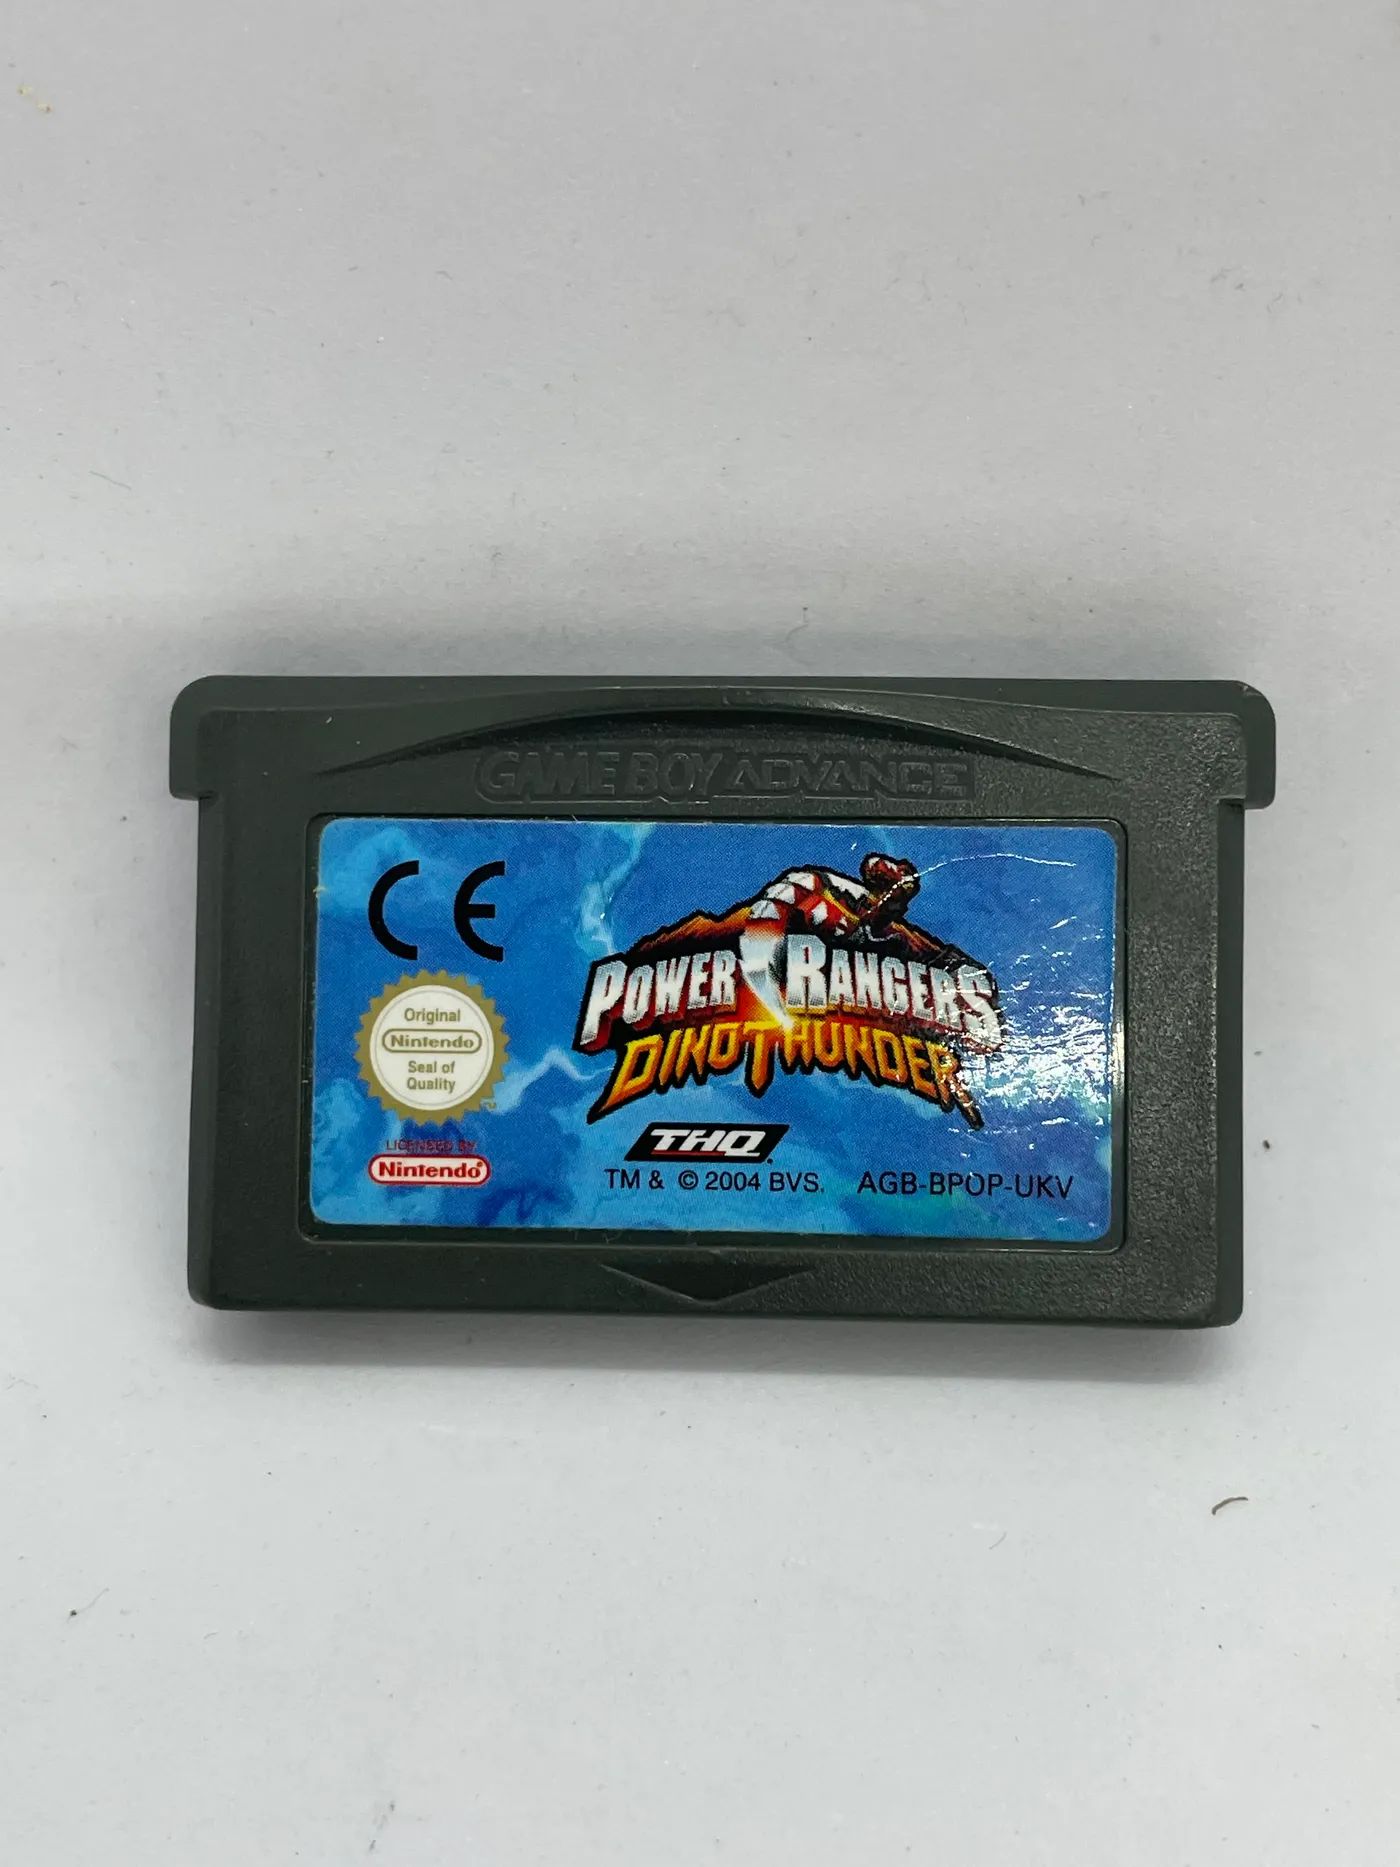 GAME BOY ADVANCE
CE
POWER RANGERS
DINO THUNDER
Original
Nintendo
Seal of
Quality
TM
LICENSED BY
Nintendo®
THQ®
TM & © 2004 BVS. AGB-BPOP-UKV